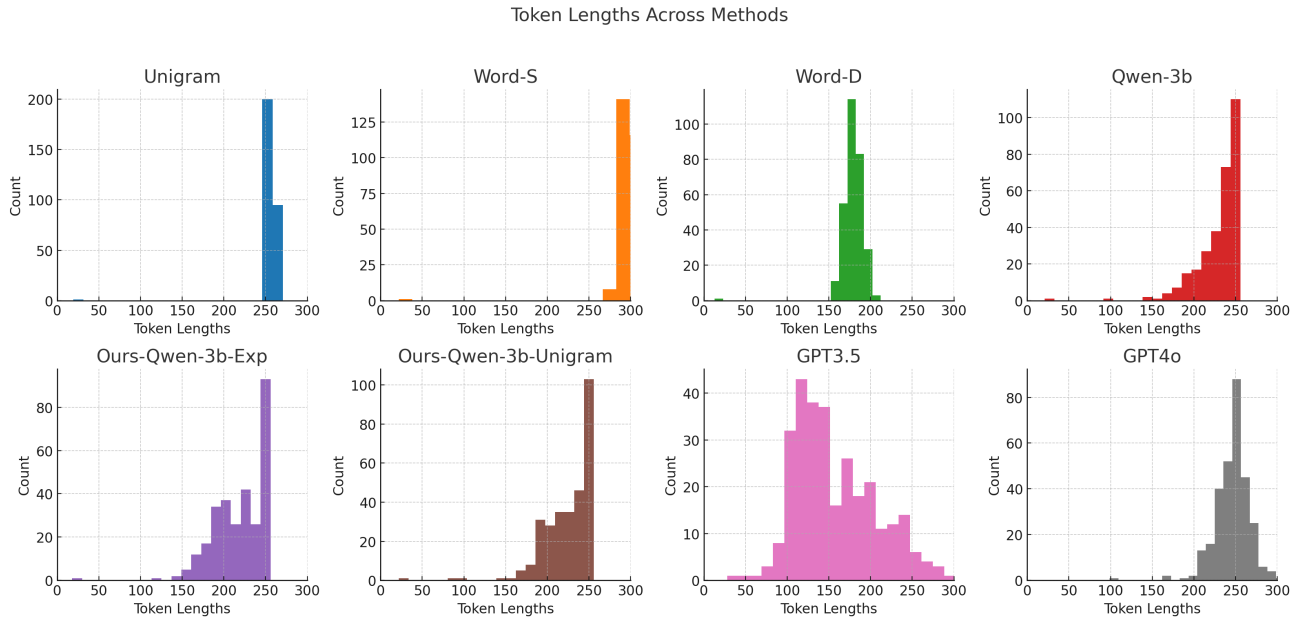 Token Lengths Across Methods
Unigram
Count
200
150
100
50
0
0 50 100 150 200 250 300
Token Lengths
Word-S
Count
125
100
75
50
25
0
0 50 100 150 200 250 300
Token Lengths
Word-D
Count
100
80
60
40
20
0
0 50 100 150 200 250 300
Token Lengths
Qwen-3b
Count
100
80
60
40
20
0
0 50 100 150 200 250 300
Token Lengths
Ours-Qwen-3b-Exp
Count
80
60
40
20
0
0 50 100 150 200 250 300
Token Lengths
Ours-Qwen-3b-Unigram
Count
100
80
60
40
20
0
0 50 100 150 200 250 300
Token Lengths
GPT3.5
Count
40
30
20
10
0
0 50 100 150 200 250 300
Token Lengths
GPT4o
Count
80
60
40
20
0
0 50 100 150 200 250 300
Token Lengths